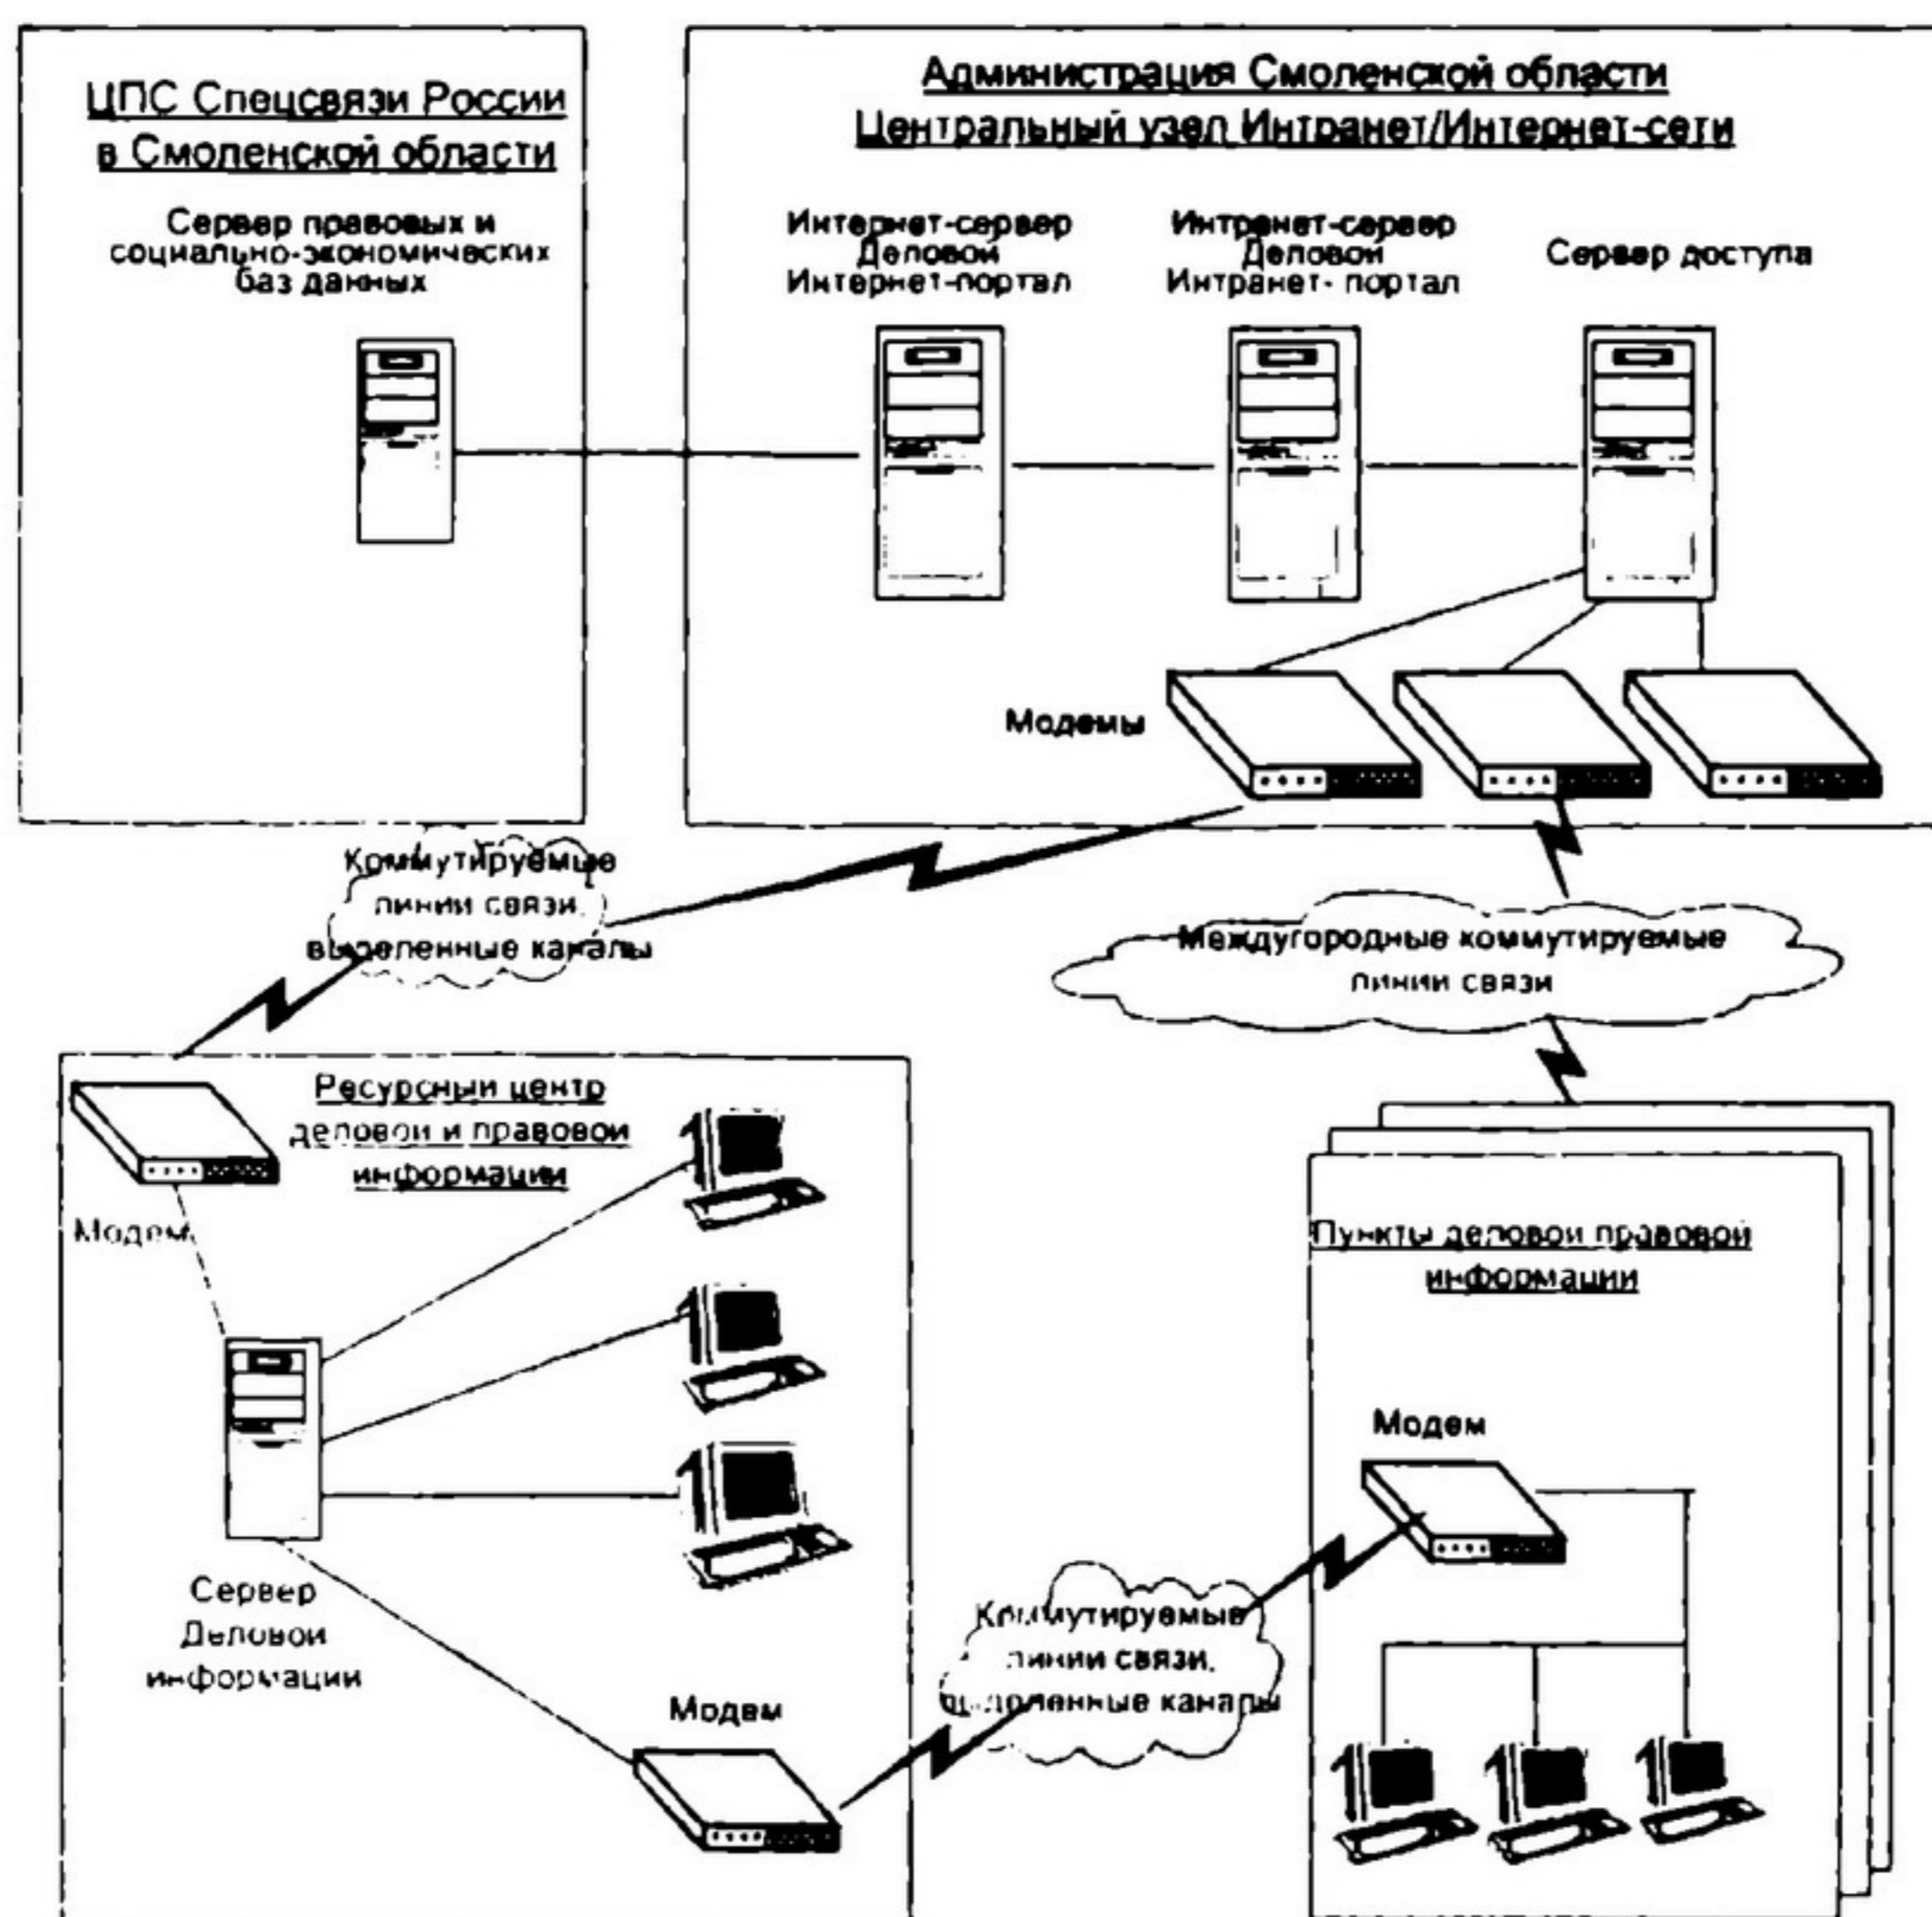 ЦПС Спецсвязи России
в Смоленской области
Сервер правовых и
социально-экономических
баз данных
Администрация Смоленской области
Центральный узел Интранет/Интернет-сети
Интернет-сервер
Деловой
Интернет-портал
Интранет-сервер
Деловой
Интранет- портал
Сервер доступа
Модемы
Коммутируемые
линии связи,
выделенные каналы
Междугородные коммутируемые
линии связи
Ресурсный центр
деловой и правовой
информации
Модем
Сервер
Деловой
информации
Модем
Коммутируемые
линии связи,
выделенные каналы
Пункты деловой правовой
информации
Модем